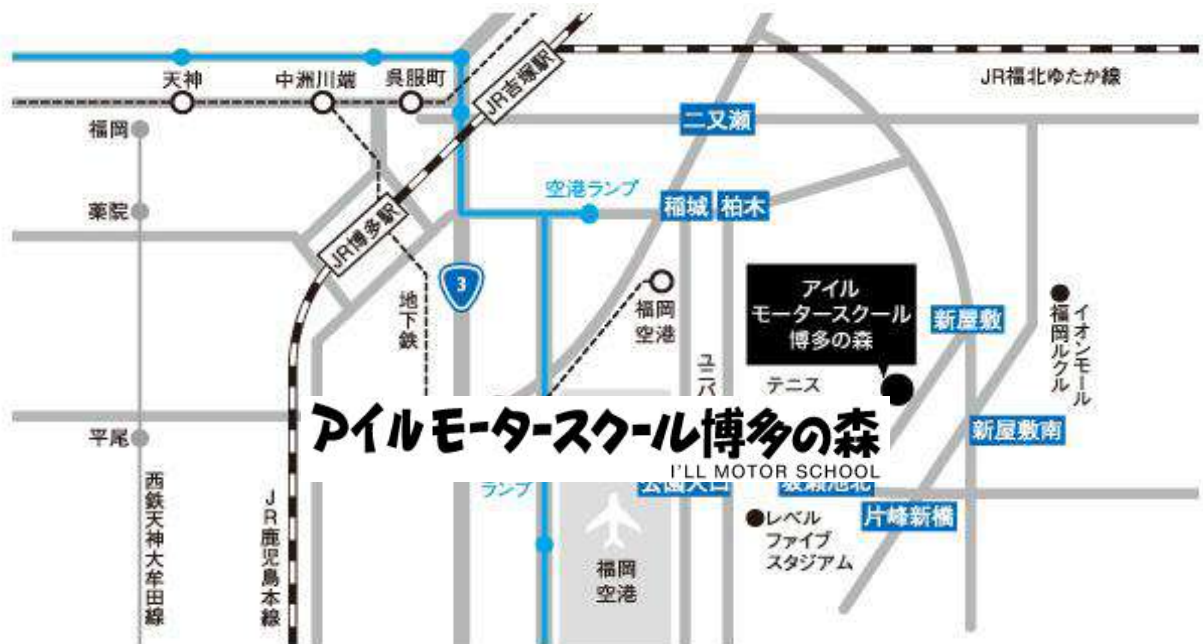 JR福北ゆたか線
JR吉塚駅
天神
中洲川端
呉服町
福岡
二又瀬
薬院
空港ランプ
稲城
柏木
JR博多駅
3
地下鉄
福岡
空港
アイル
モータースクール
博多の森
新屋敷
イオンモール
福岡ルクル
ユニバ
テニス
アイルモータースクール博多の森
I'LL MOTOR SCHOOL
新屋敷南
平尾
西鉄天神大牟田線
JR鹿児島本線
ランプ
片峰新橋
レベル
ファイブ
スタジアム
福岡
空港